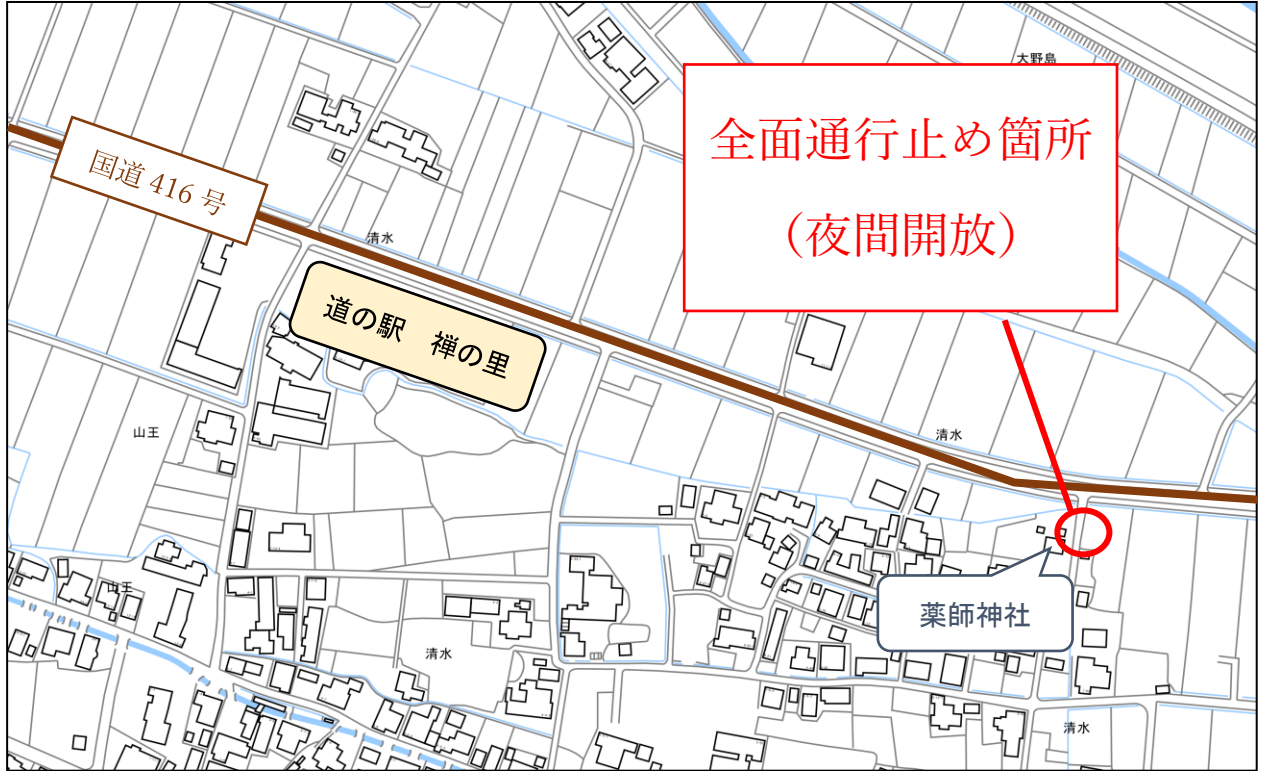 大野島
全面通行止め箇所
（夜間開放）
国道 416 号
清水
道の駅　禅の里
山王
清水
薬師神社
山王
清水
清水